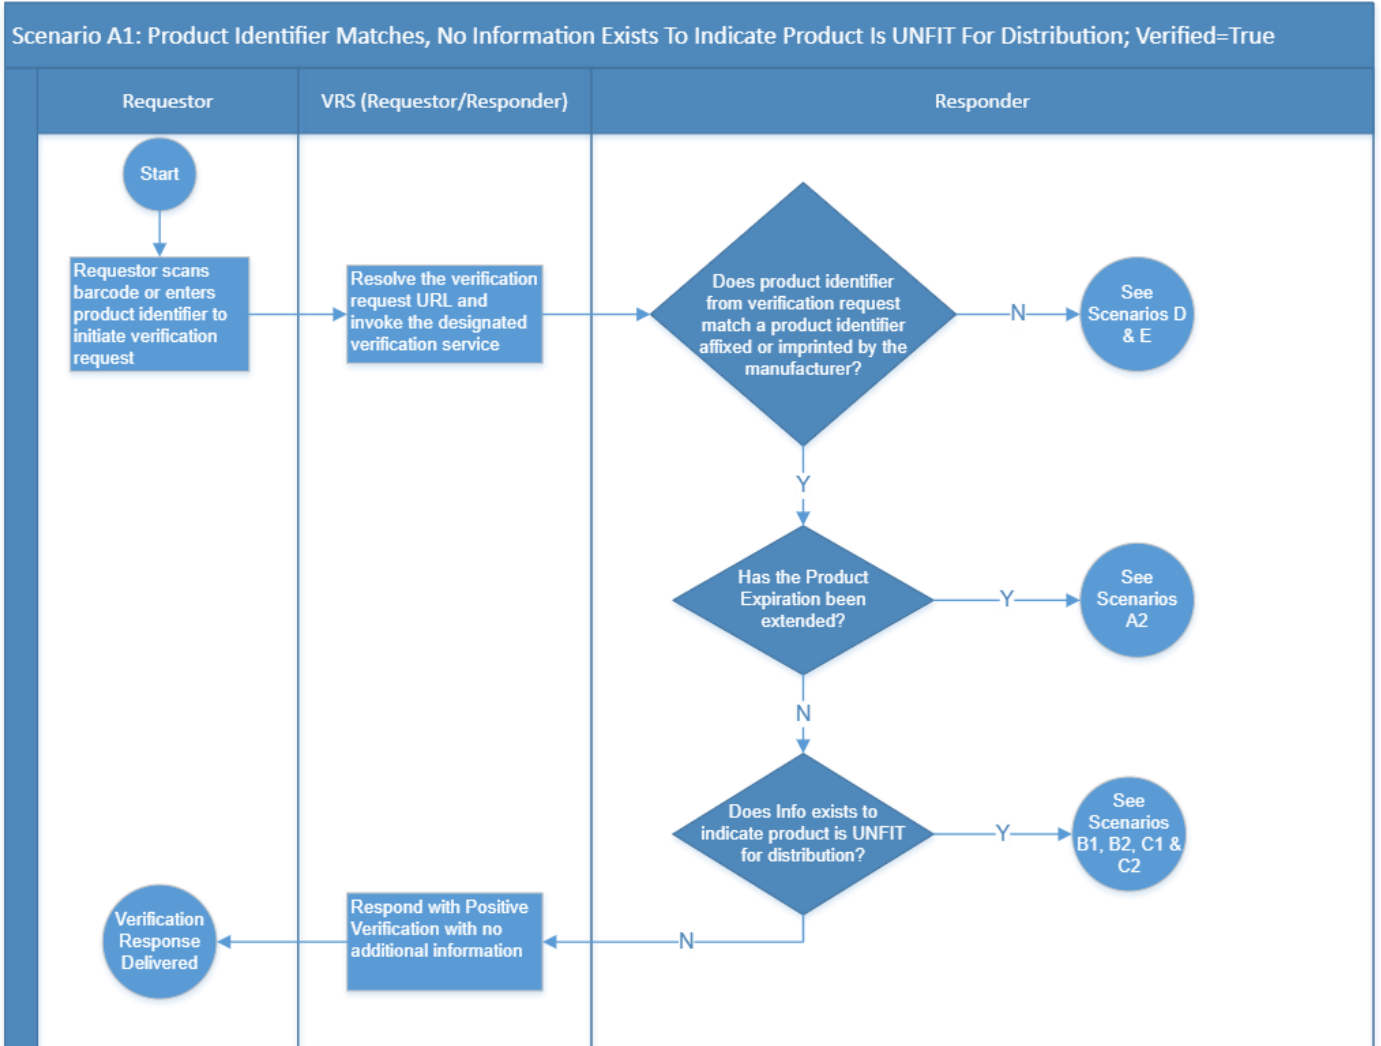 Scenario A1: Product Identifier Matches, No Information Exists To Indicate Product Is UNFIT For Distribution; Verified=True
Requestor
VRS (Requestor/Responder)
Responder
Start
Requestor scans
barcode or enters
product identifier to
initiate verification
request
Resolve the verification
request URL and
invoke the designated
verification service
Does product identifier
from verification request
match a product identifier
affixed or imprinted by the
manufacturer?
N
See
Scenarios D
& E
Y
Has the Product
Expiration been
extended?
Y
See
Scenarios
A2
N
Does Info exists to
indicate product is UNFIT
for distribution?
Y
See
Scenarios
B1, B2, C1 &
C2
N
Respond with Positive
Verification with no
additional information
Verification
Response
Delivered